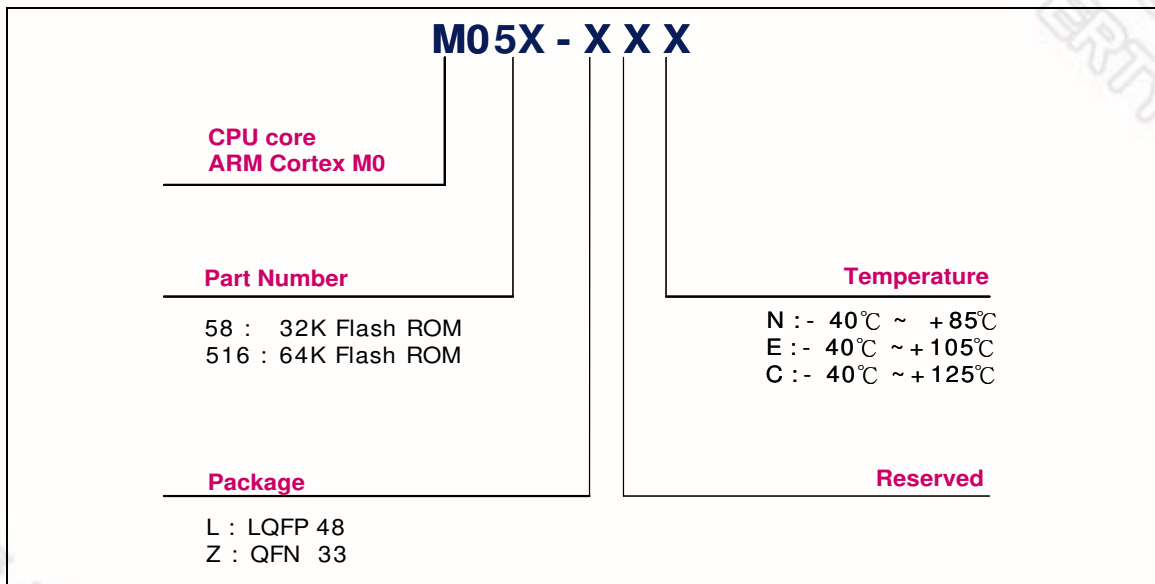 M05X - X X X
CPU core
ARM Cortex M0
Part Number
58 : 32K Flash ROM
516 : 64K Flash ROM
Temperature
N : - 40℃ ~ + 85℃
E : - 40℃ ~ + 105℃
C : - 40℃ ~ + 125℃
Package
L : LQFP 48
Z : QFN 33
Reserved